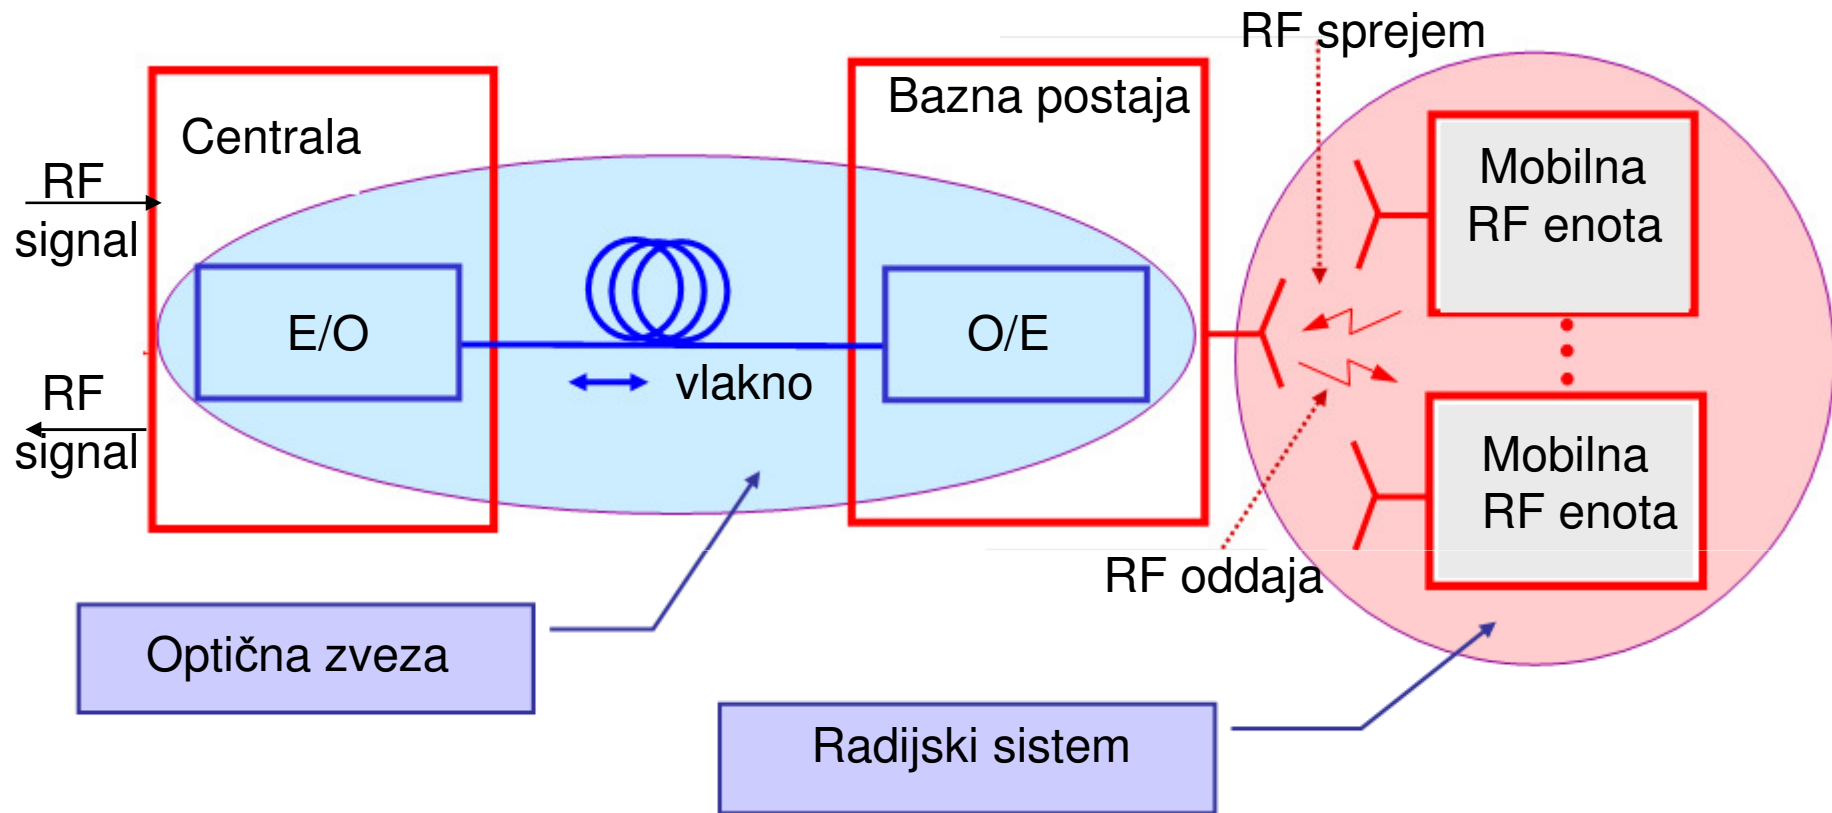 RF sprejem
Bazna postaja
Centrala
RF
signal
Mobilna
RF enota
E/O
O/E
vlakno
RF
signal
Mobilna
RF enota
RF oddaja
Optična zveza
Radijski sistem